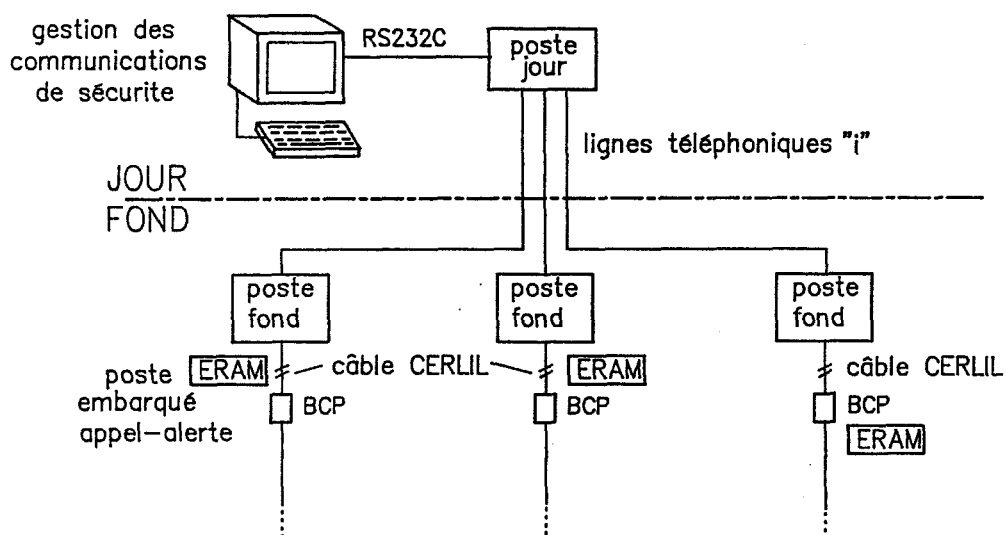 gestion des
communications
de sécurite
RS232C
poste
jour
lignes téléphoniques "i"
JOUR
FOND
poste
fond
poste
fond
poste
fond
ERAM
câble CERLIL
ERAM
câble CERLIL
poste
embarqué
appel-alerte
BCP
BCP
BCP
ERAM